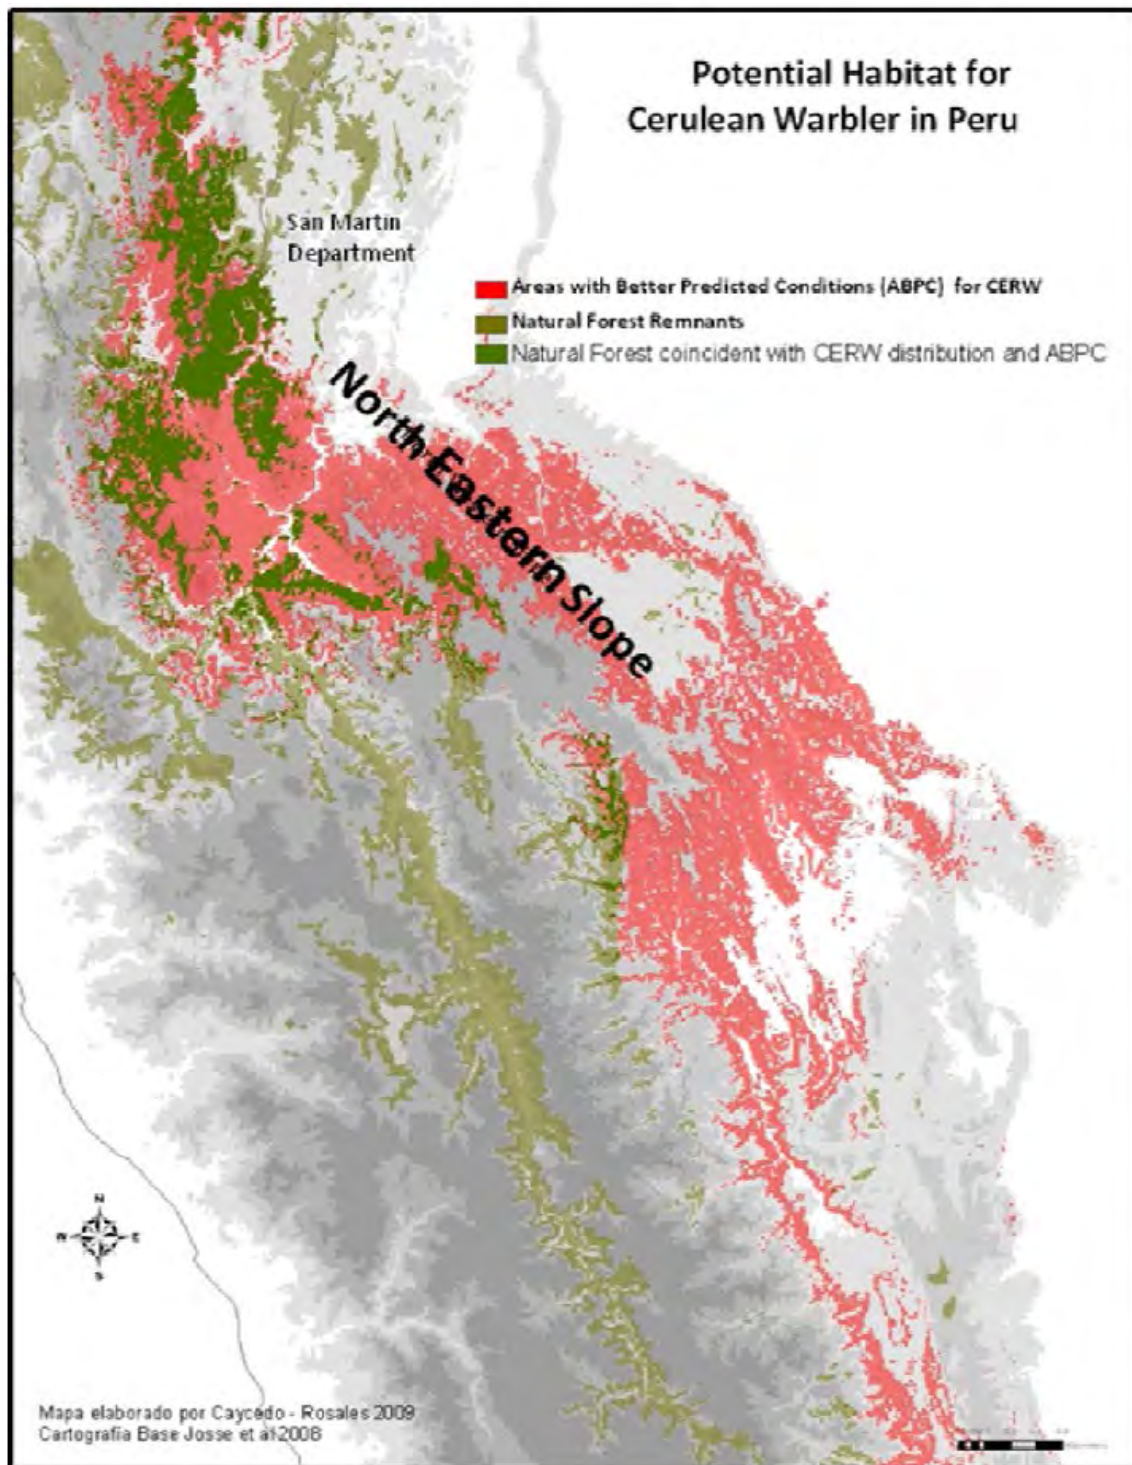 Potential Habitat for
Cerulean Warbler in Peru
San Martin
Department
Areas with Better Predicted Conditions (ABPC) for CERW
Natural Forest Remnants
Natural Forest coincident with CERW distribution and ABPC
North Eastern Slope
N
W E
S
Mapa elaborado por Caycedo - Rosales 2009
Cartografía Base Josse et al 2008